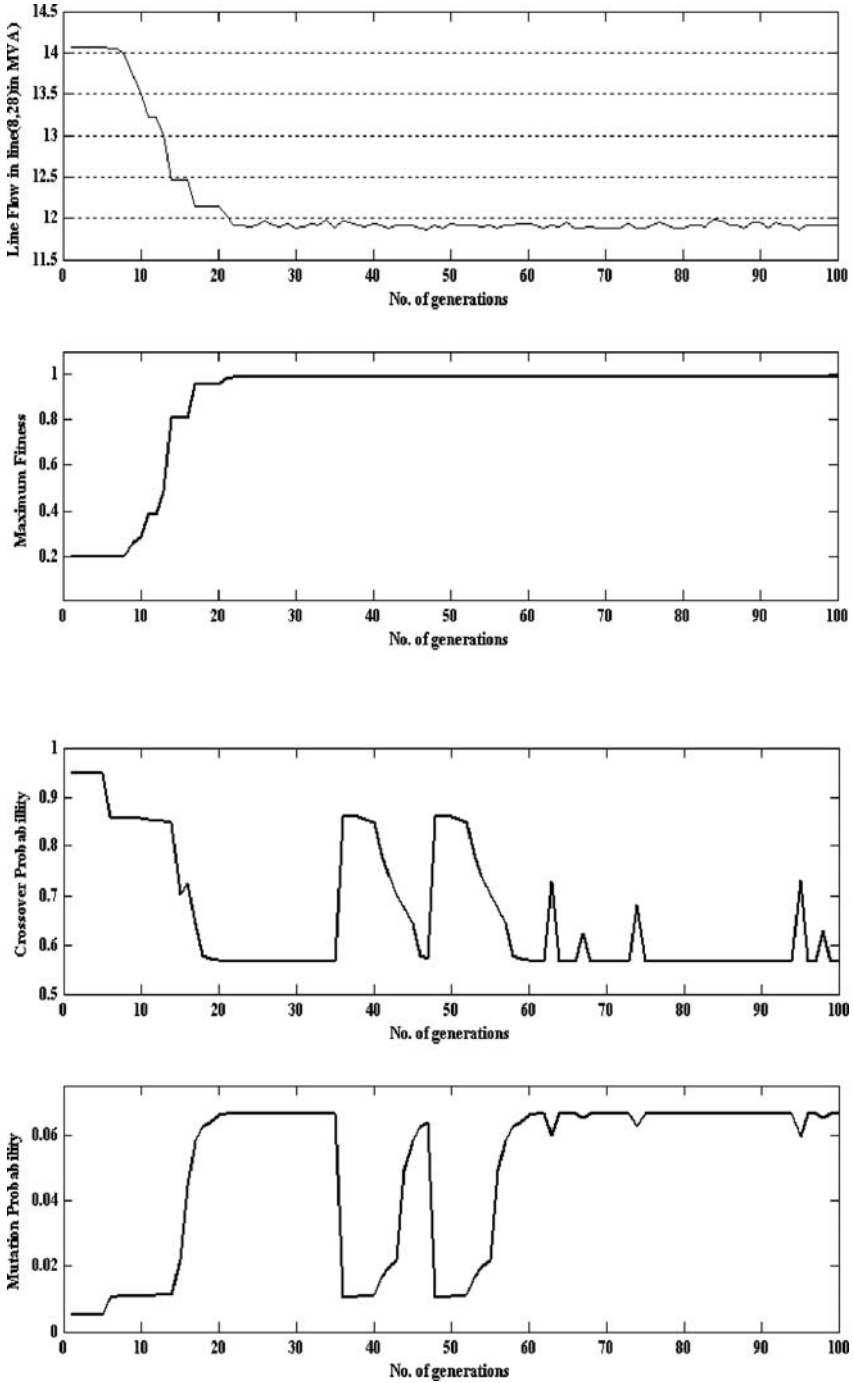 14.5
14
13.5
13
12.5
12
11.5
Line Flow in line(8,28)in MVA)
0 10 20 30 40 50 60 70 80 90 100
No. of generations
1
0.8
0.6
0.4
0.2
Maximum Fitness
0 10 20 30 40 50 60 70 80 90 100
No. of generations
1
0.9
0.8
0.7
0.6
0.5
Crossover Probabillity
0 10 20 30 40 50 60 70 80 90 100
No. of generations
0.06
0.04
0.02
0
Mutation Probability
0 10 20 30 40 50 60 70 80 90 100
No. of generations